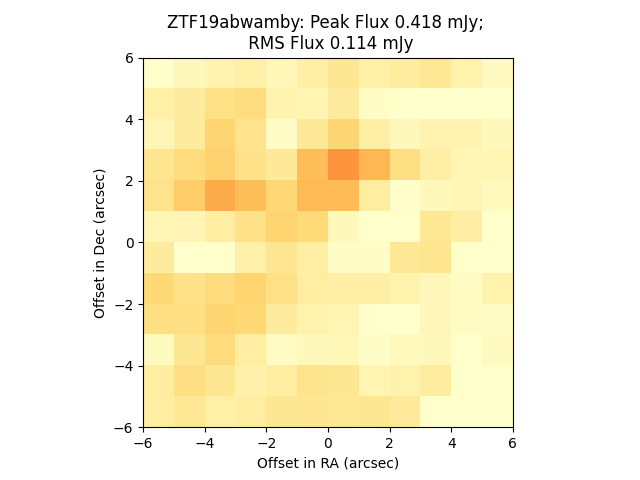 ZTF19abwamby: Peak Flux 0.418 mJy;
RMS Flux 0.114 mJy
6
4
2
0
−2
−4
−6
Offset in Dec (arcsec)
−6 −4 −2 0 2 4 6
Offset in RA (arcsec)